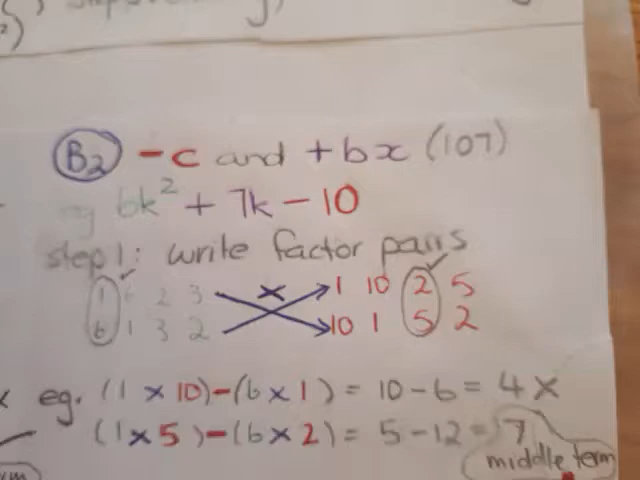 B2 -c and +bx (107)
eg 6k² + 7k - 10
step 1: write factor pairs
1 6 2 3 × 1 10 2 5
6 1 3 2 10 1 5 2
eg. (1 × 10)-(6 × 1) = 10 - 6 = 4 X
(1 × 5) - (6 × 2) = 5 - 12 = 7
middle term